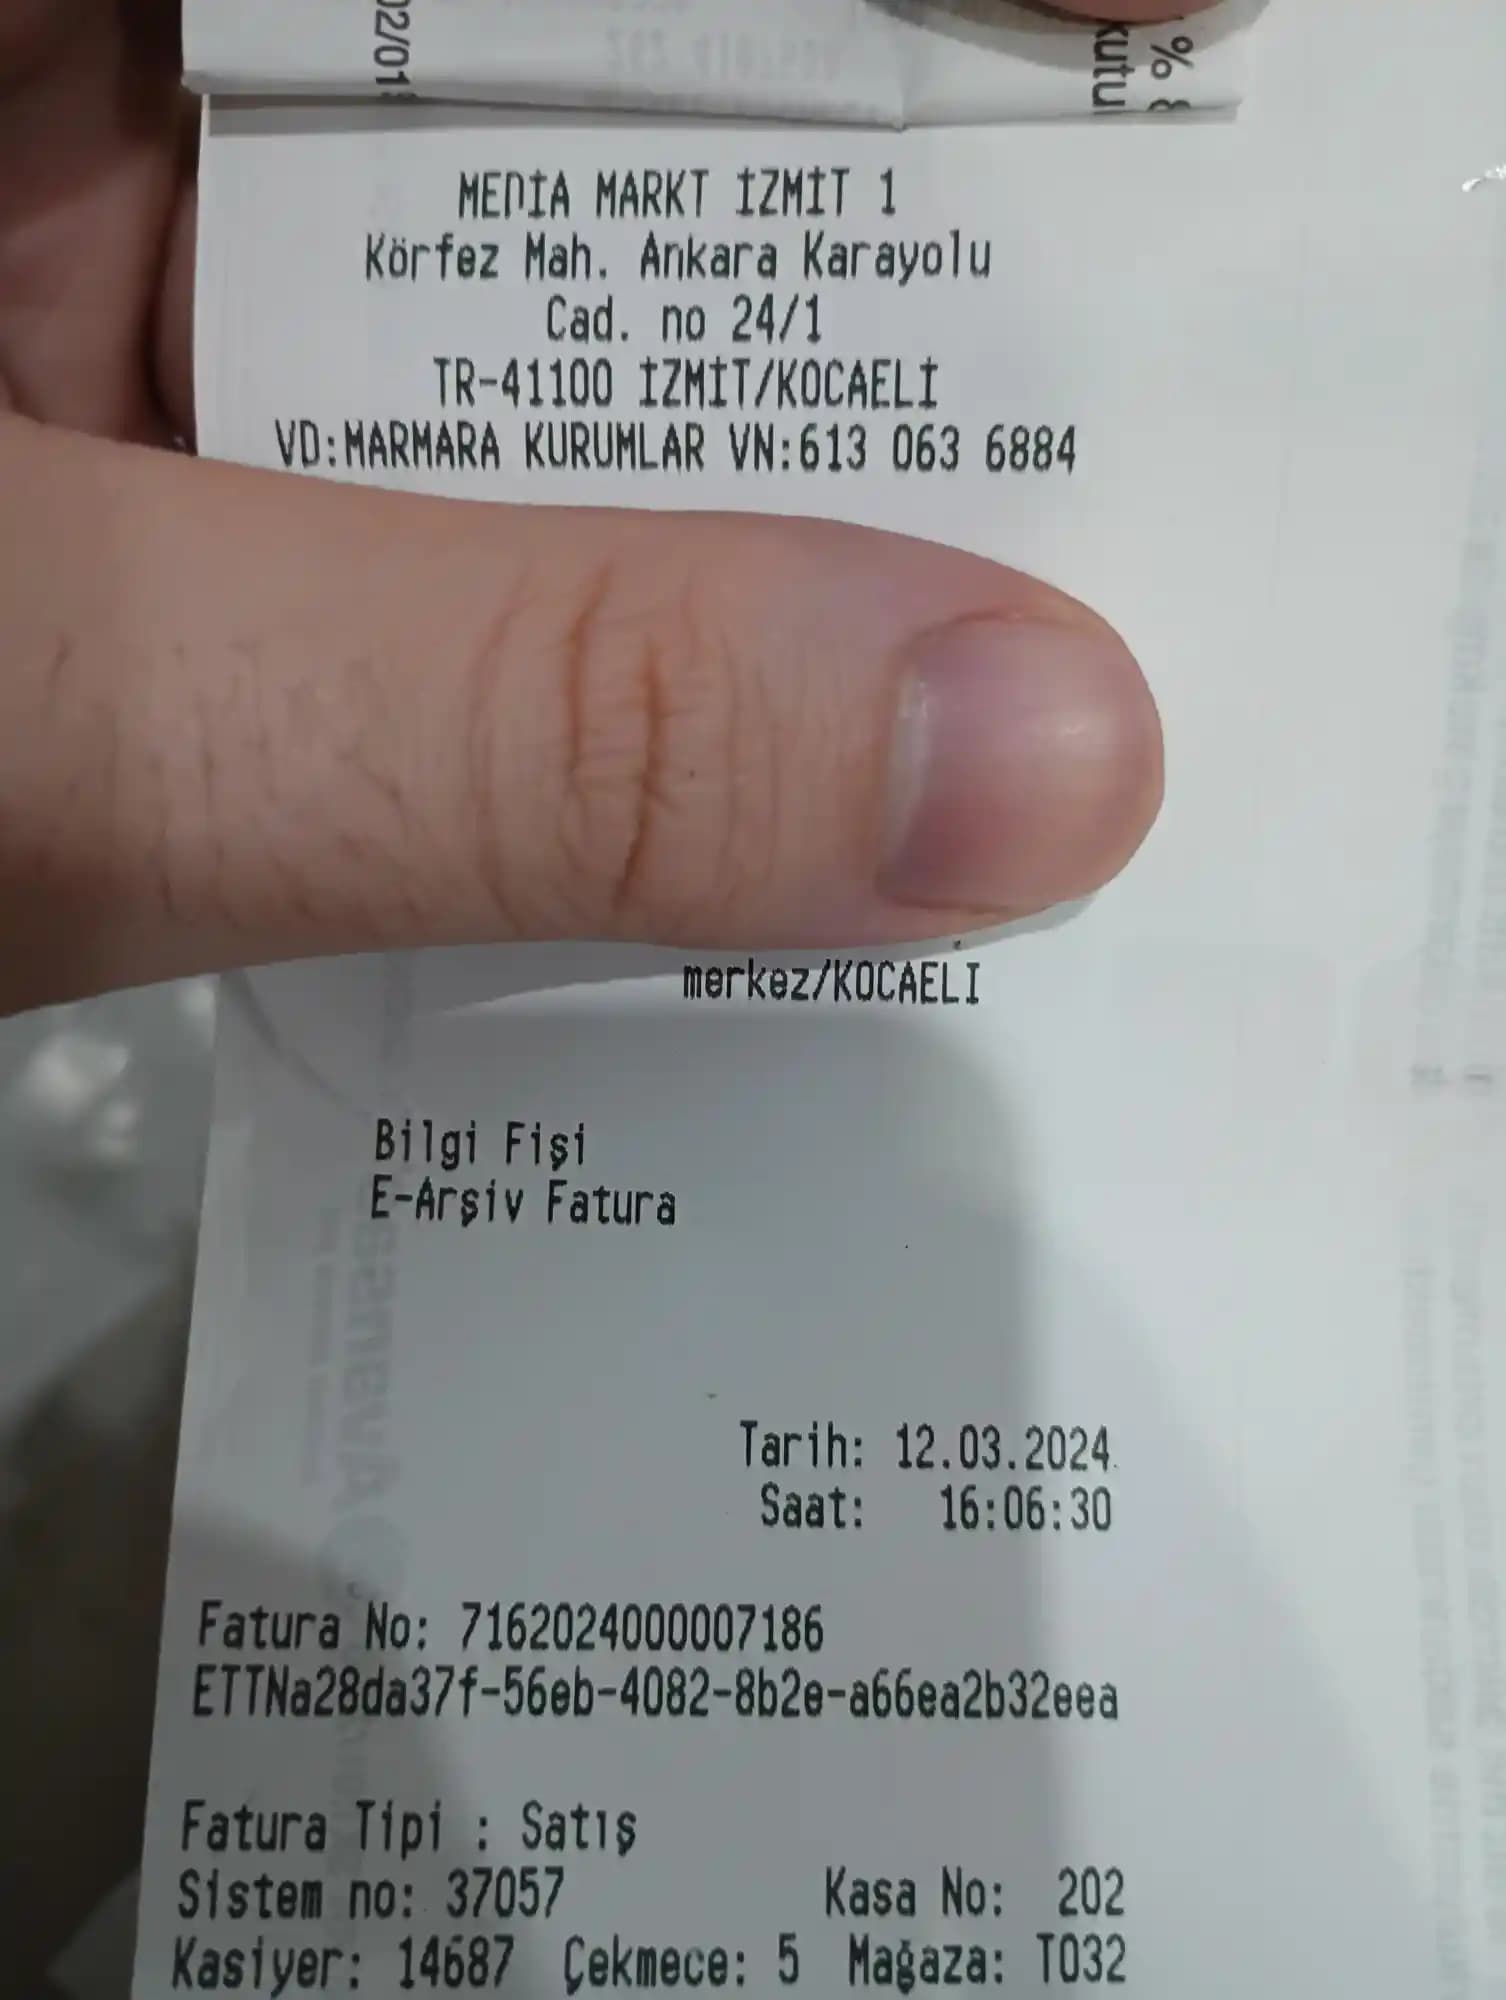 02/01
% 
kutu
MEDİA MARKT İZMİT 1
Körfez Mah. Ankara Karayolu
Cad. no 24/1
TR-41100 İZMİT/KOCAELİ
VD:MARMARA KURUMLAR VN:613 063 6884
merkez/KOCAELİ
Bilgi Fişi
E-Arşiv Fatura
Tarih: 12.03.2024
Saat: 16:06:30
Fatura No: 7162024000007186
ETTNa28da37f-56eb-4082-8b2e-a66ea2b32eea
Fatura Tipi : Satış
Sistem no: 37057 Kasa No: 202
Kasiyer: 14687 Çekmece: 5 Mağaza: T032